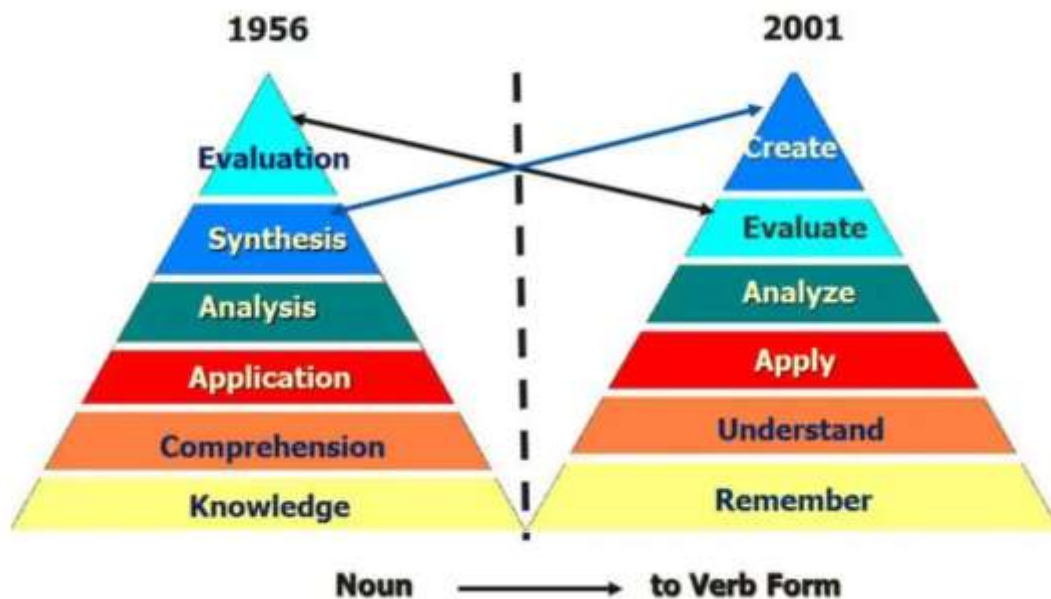 1956
2001
Evaluation
Synthesis
Analysis
Application
Comprehension
Knowledge
Create
Evaluate
Analyze
Apply
Understand
Remember
Noun to Verb Form